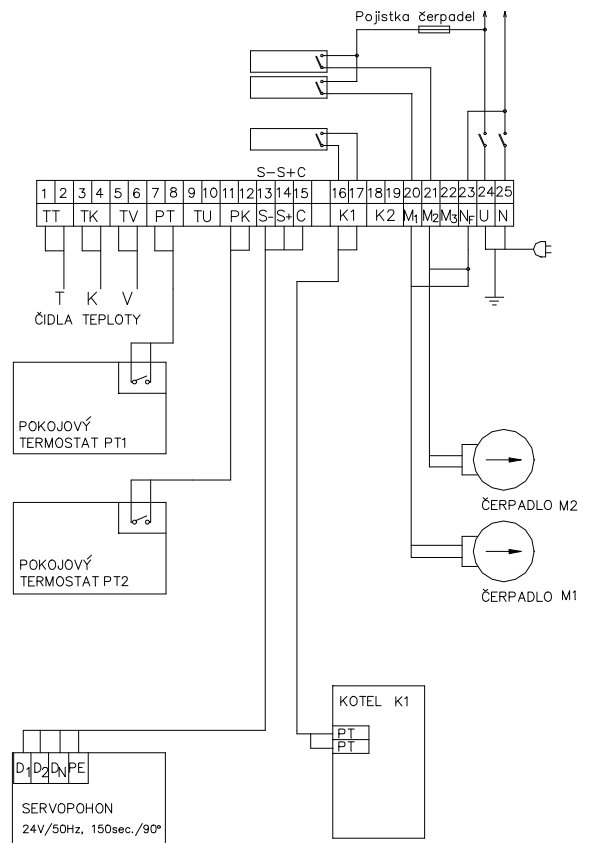 Pojistka čerpadel
S-S+C
1 2 3 4 5 6 7 8 9 10 11 12 13 14 15 16 17 18 19 20 21 22 23 24 25
TT TK TV PT TU PK S- S+ C K1 K2 M1 M2 M3 NF U N
T K V
ČIDLA TEPLOTY
POKOJOVÝ
TERMOSTAT PT1
ČERPADLO M2
POKOJOVÝ
TERMOSTAT PT2
ČERPADLO M1
KOTEL K1
PT
PT
D1 D2 DN PE
SERVOPOHON
24V/50Hz, 150sec./90°